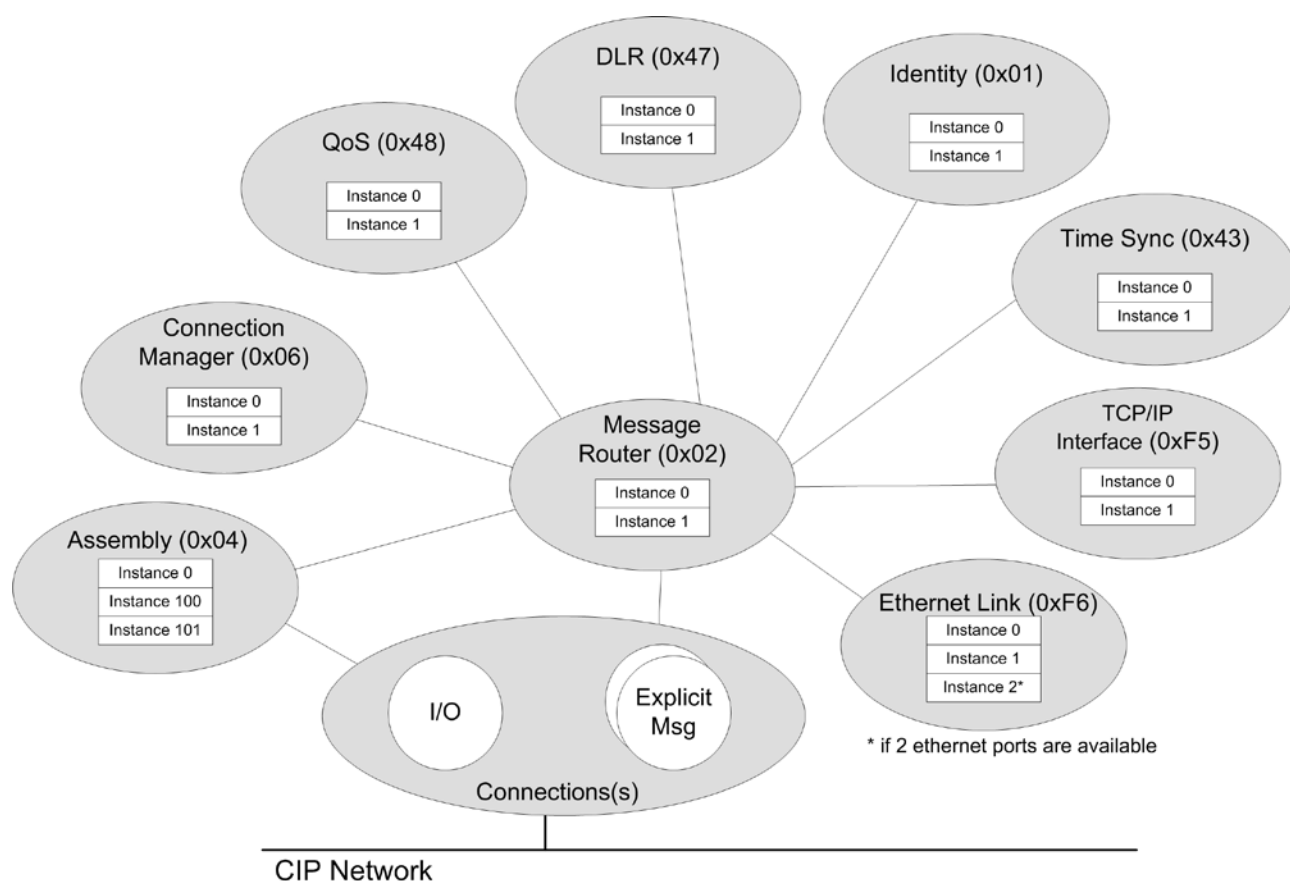 DLR (0x47)
Instance 0
Instance 1
Identity (0x01)
Instance 0
Instance 1
QoS (0x48)
Instance 0
Instance 1
Time Sync (0x43)
Instance 0
Instance 1
Connection
Manager (0x06)
Instance 0
Instance 1
Message
Router (0x02)
Instance 0
Instance 1
TCP/IP
Interface (0xF5)
Instance 0
Instance 1
Assembly (0x04)
Instance 0
Instance 100
Instance 101
Ethernet Link (0xF6)
Instance 0
Instance 1
Instance 2*
* if 2 ethernet ports are available
I/O
Explicit
Msg
Connections(s)
CIP Network